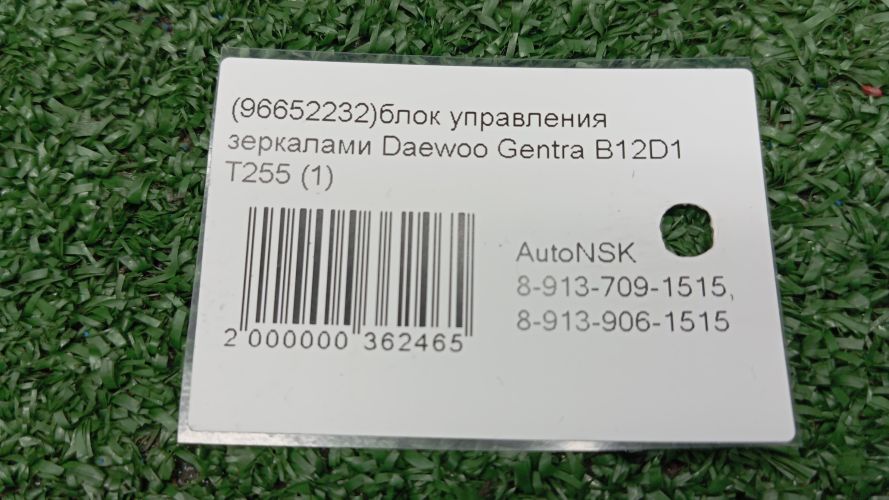 (96652232)блок управления
зеркалами Daewoo Gentra B12D1
T255 (1)
AutoNSK
8-913-709-1515,
8-913-906-1515
2 000000 362465